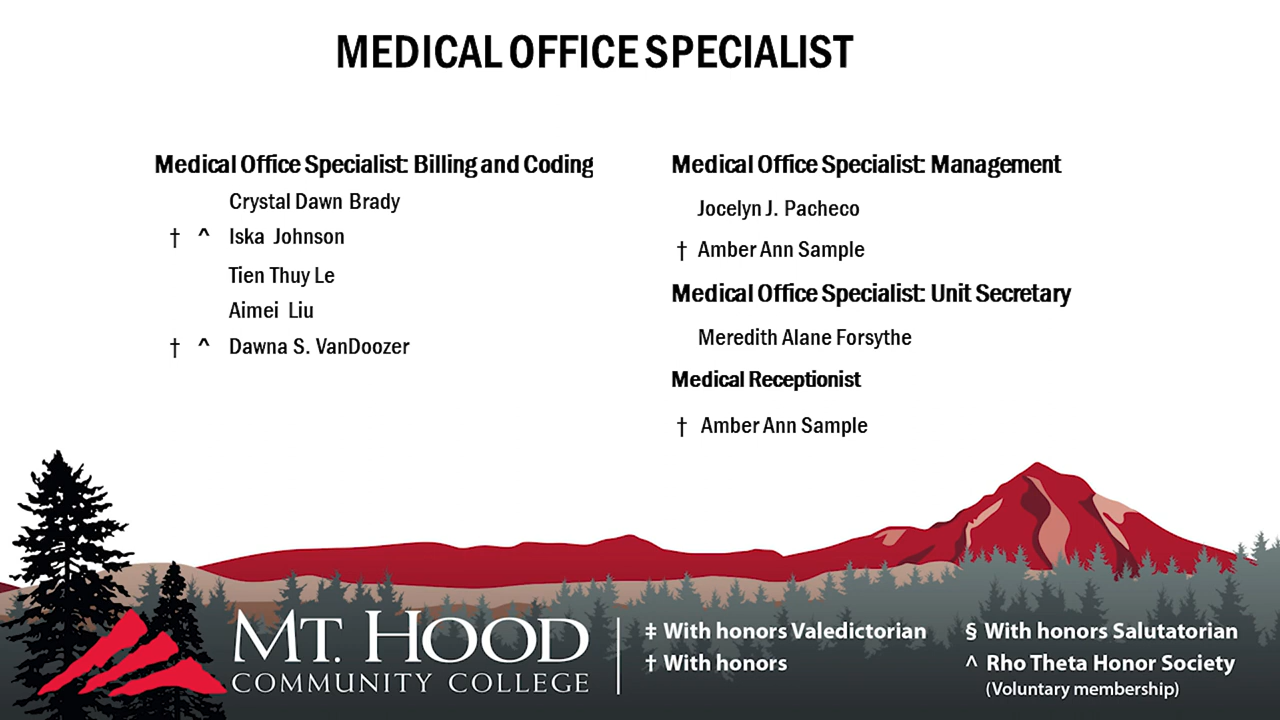 MEDICAL OFFICE SPECIALIST
Medical Office Specialist: Billing and Coding
Crystal Dawn Brady
† ^ Iska Johnson
Tien Thuy Le
Aimei Liu
† ^ Dawna S. VanDoozer
Medical Office Specialist: Management
Jocelyn J. Pacheco
† Amber Ann Sample
Medical Office Specialist: Unit Secretary
Meredith Alane Forsythe
Medical Receptionist
† Amber Ann Sample
MT. HOOD
COMMUNITY COLLEGE
‡ With honors Valedictorian
† With honors
§ With honors Salutatorian
^ Rho Theta Honor Society
(Voluntary membership)